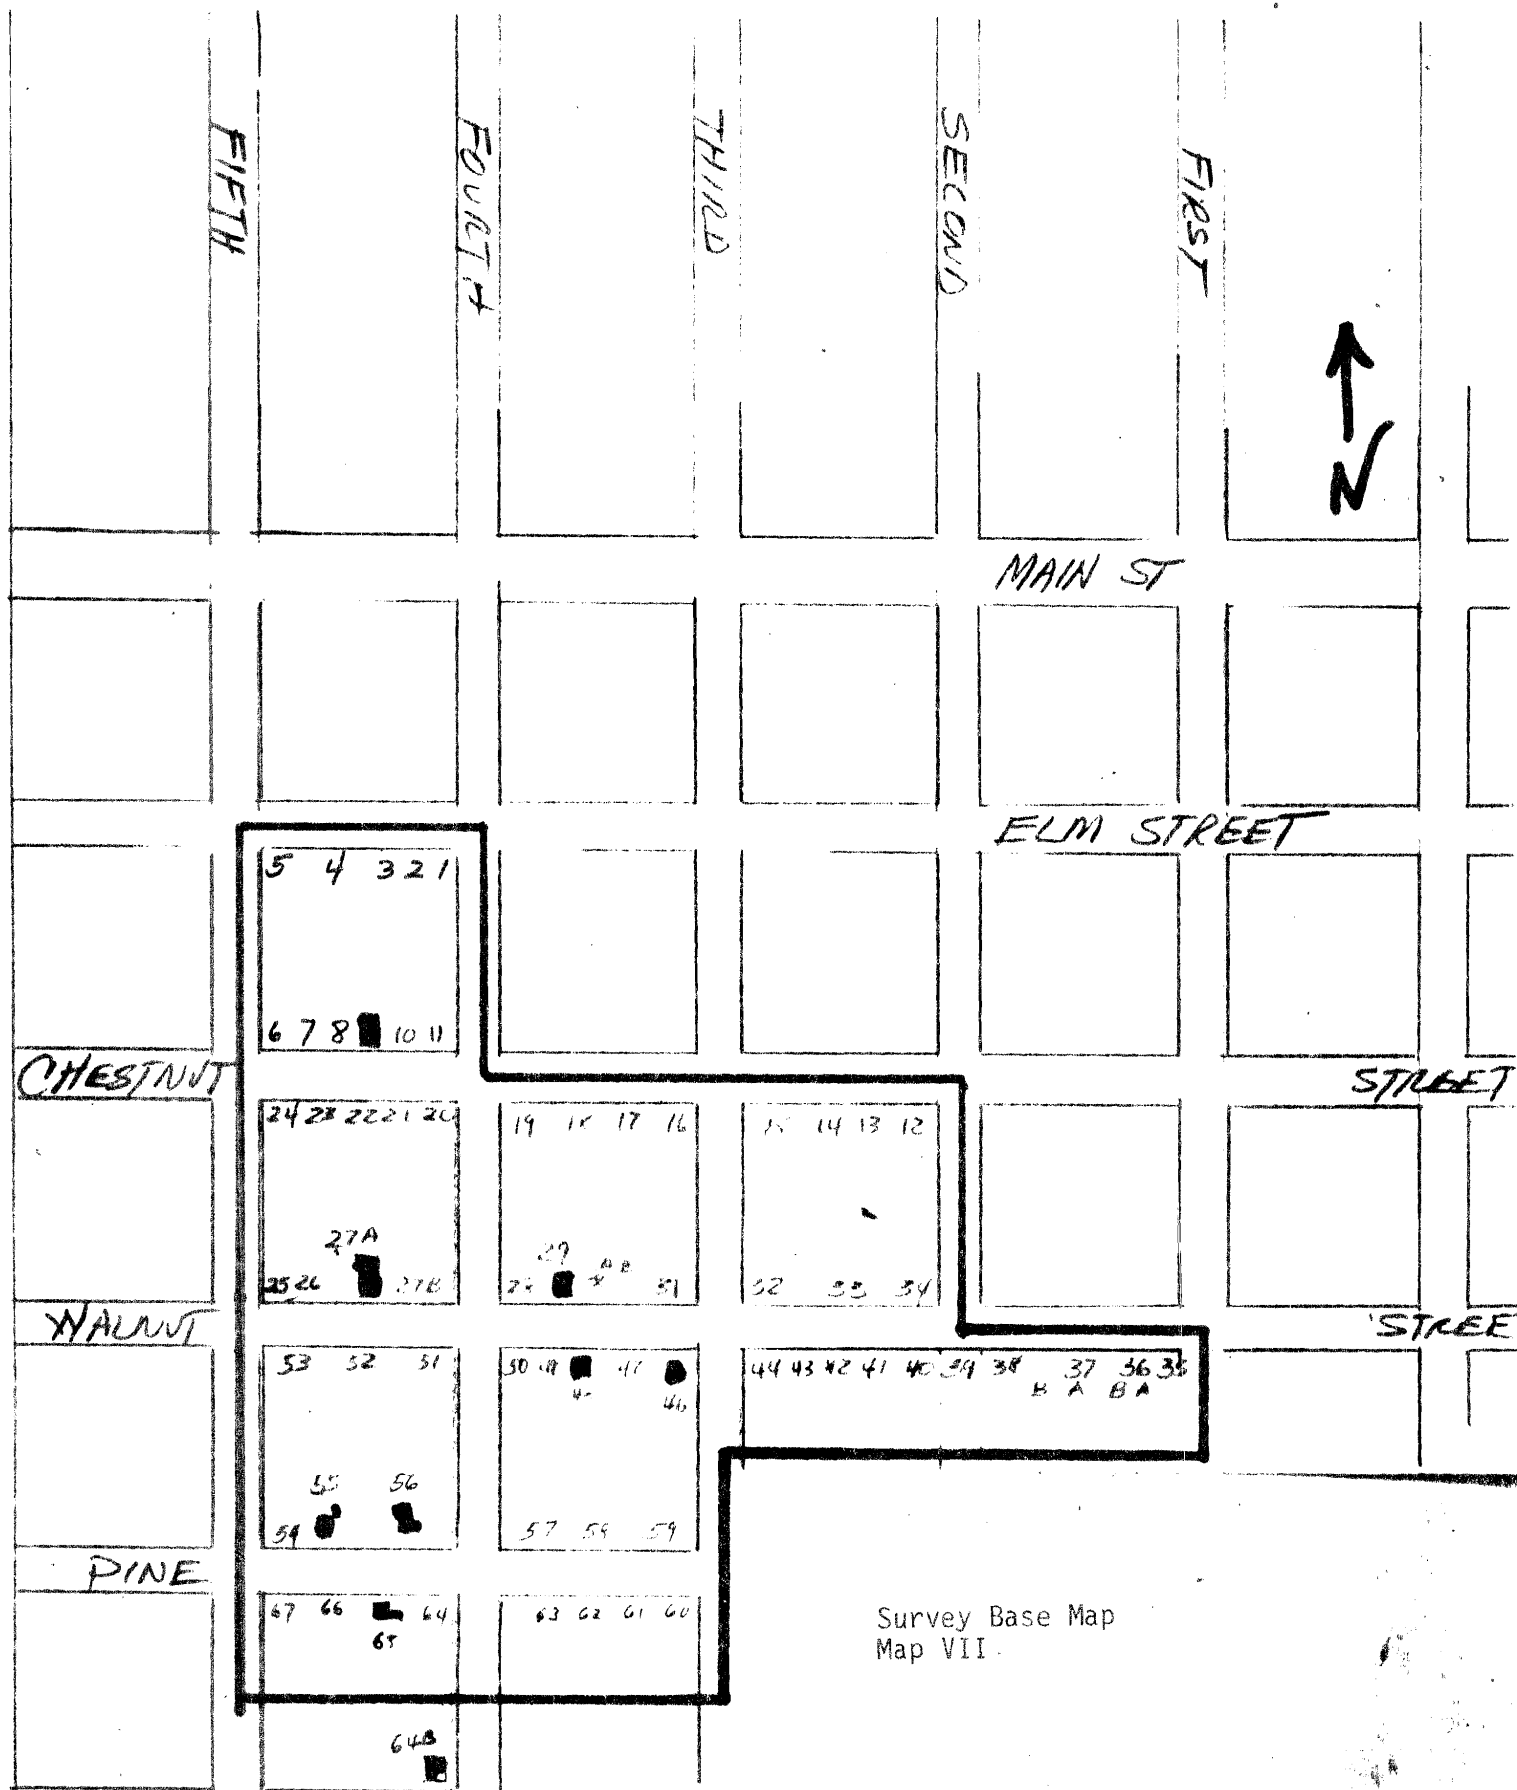 FIFTH
FOURTH
THIRD
SECOND
FIRST
N
MAIN ST
ELM STREET
5 4 3 2 1
6 7 8 10 11
CHESTNUT STREET
24 23 22 21 20 19 18 17 16 15 14 13 12
27A 29 A B
25 26 27B 31 32 33 34
WALNUT STREE
53 52 51 50 49 47 44 43 42 41 40 39 38 37 36 35
46 B A B A
55 56
54 57 58 59
PINE
67 66 64 63 62 61 60
65
Survey Base Map
Map VII
64B